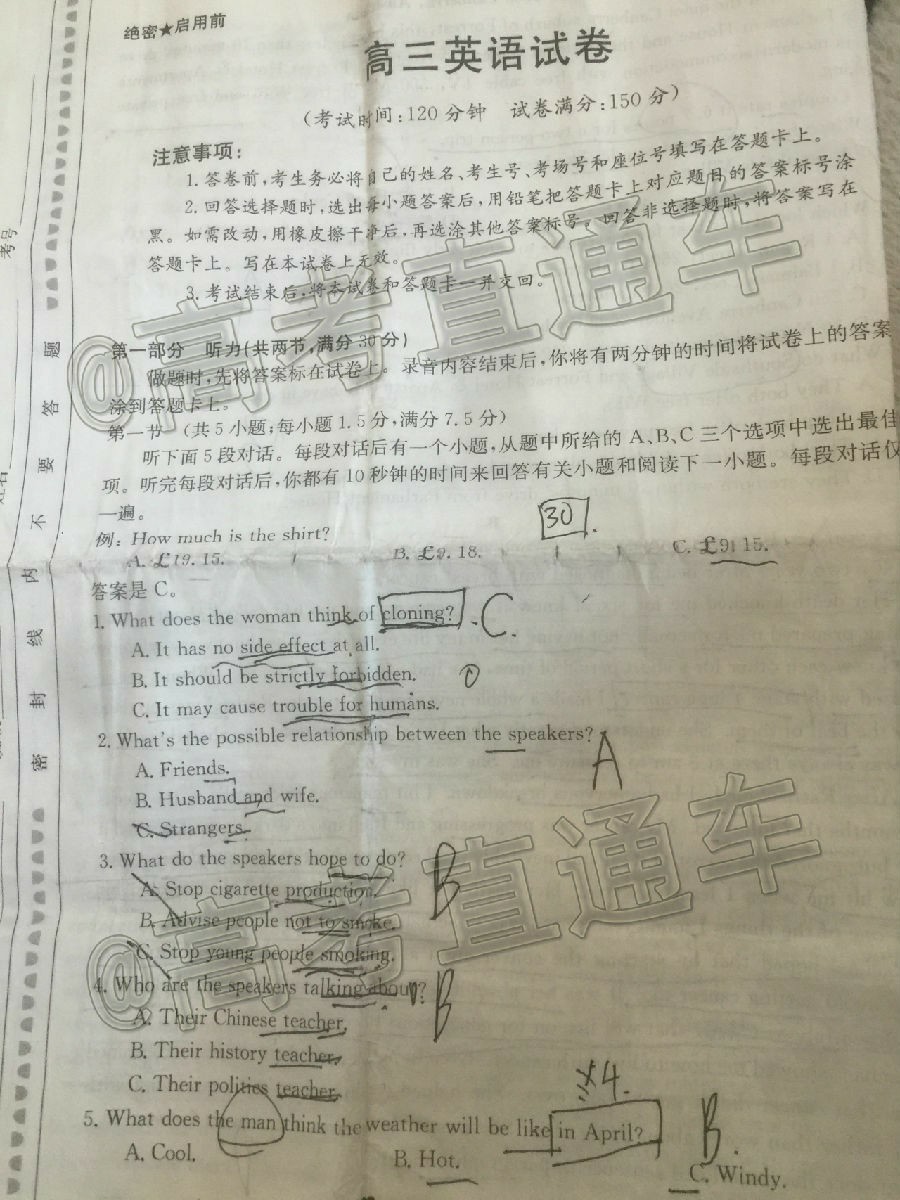 绝密★启用前
高三英语试卷
(考试时间:120分钟 试卷满分:150分)
注意事项:
1. 答卷前,考生务必将自己的姓名、考生号、考场号和座位号填写在答题卡上。
2. 回答选择题时,选出每小题答案后,用铅笔把答题卡上对应题目的答案标号涂
黑。如需改动,用橡皮擦干净后,再选涂其他答案标号。回答非选择题时,将答案写在
答题卡上。写在本试卷上无效。
3. 考试结束后,将本试卷和答题卡一并交回。
@高考直通车
第一部分 听力(共两节,满分30分)
做题时,先将答案标在试卷上。录音内容结束后,你将有两分钟的时间将试卷上的答案
涂到答题卡上。
第一节 (共5小题;每小题1.5分,满分7.5分)
听下面5段对话。每段对话后有一个小题,从题中所给的A、B、C三个选项中选出最佳
项。听完每段对话后,你都有10秒钟的时间来回答有关小题和阅读下一小题。每段对话仅
一遍。
30
例: How much is the shirt?
A. £19.15. B. £9.18. C. £9.15.
答案是C。
1. What does the woman think of cloning? C.
A. It has no side effect at all.
B. It should be strictly forbidden.
C. It may cause trouble for humans.
2. What's the possible relationship between the speakers? A
A. Friends.
B. Husband and wife.
C. Strangers.
3. What do the speakers hope to do? B
A. Stop cigarette production.
B. Advise people not to smoke.
C. Stop young people smoking.
@高考直通车
4. Who are the speakers talking about? B
A. Their Chinese teacher.
B. Their history teacher.
C. Their politics teacher.
5. What does the man think the weather will be like in April? B.
A. Cool. B. Hot. C. Windy.
考号
姓名
密封线内不要答题